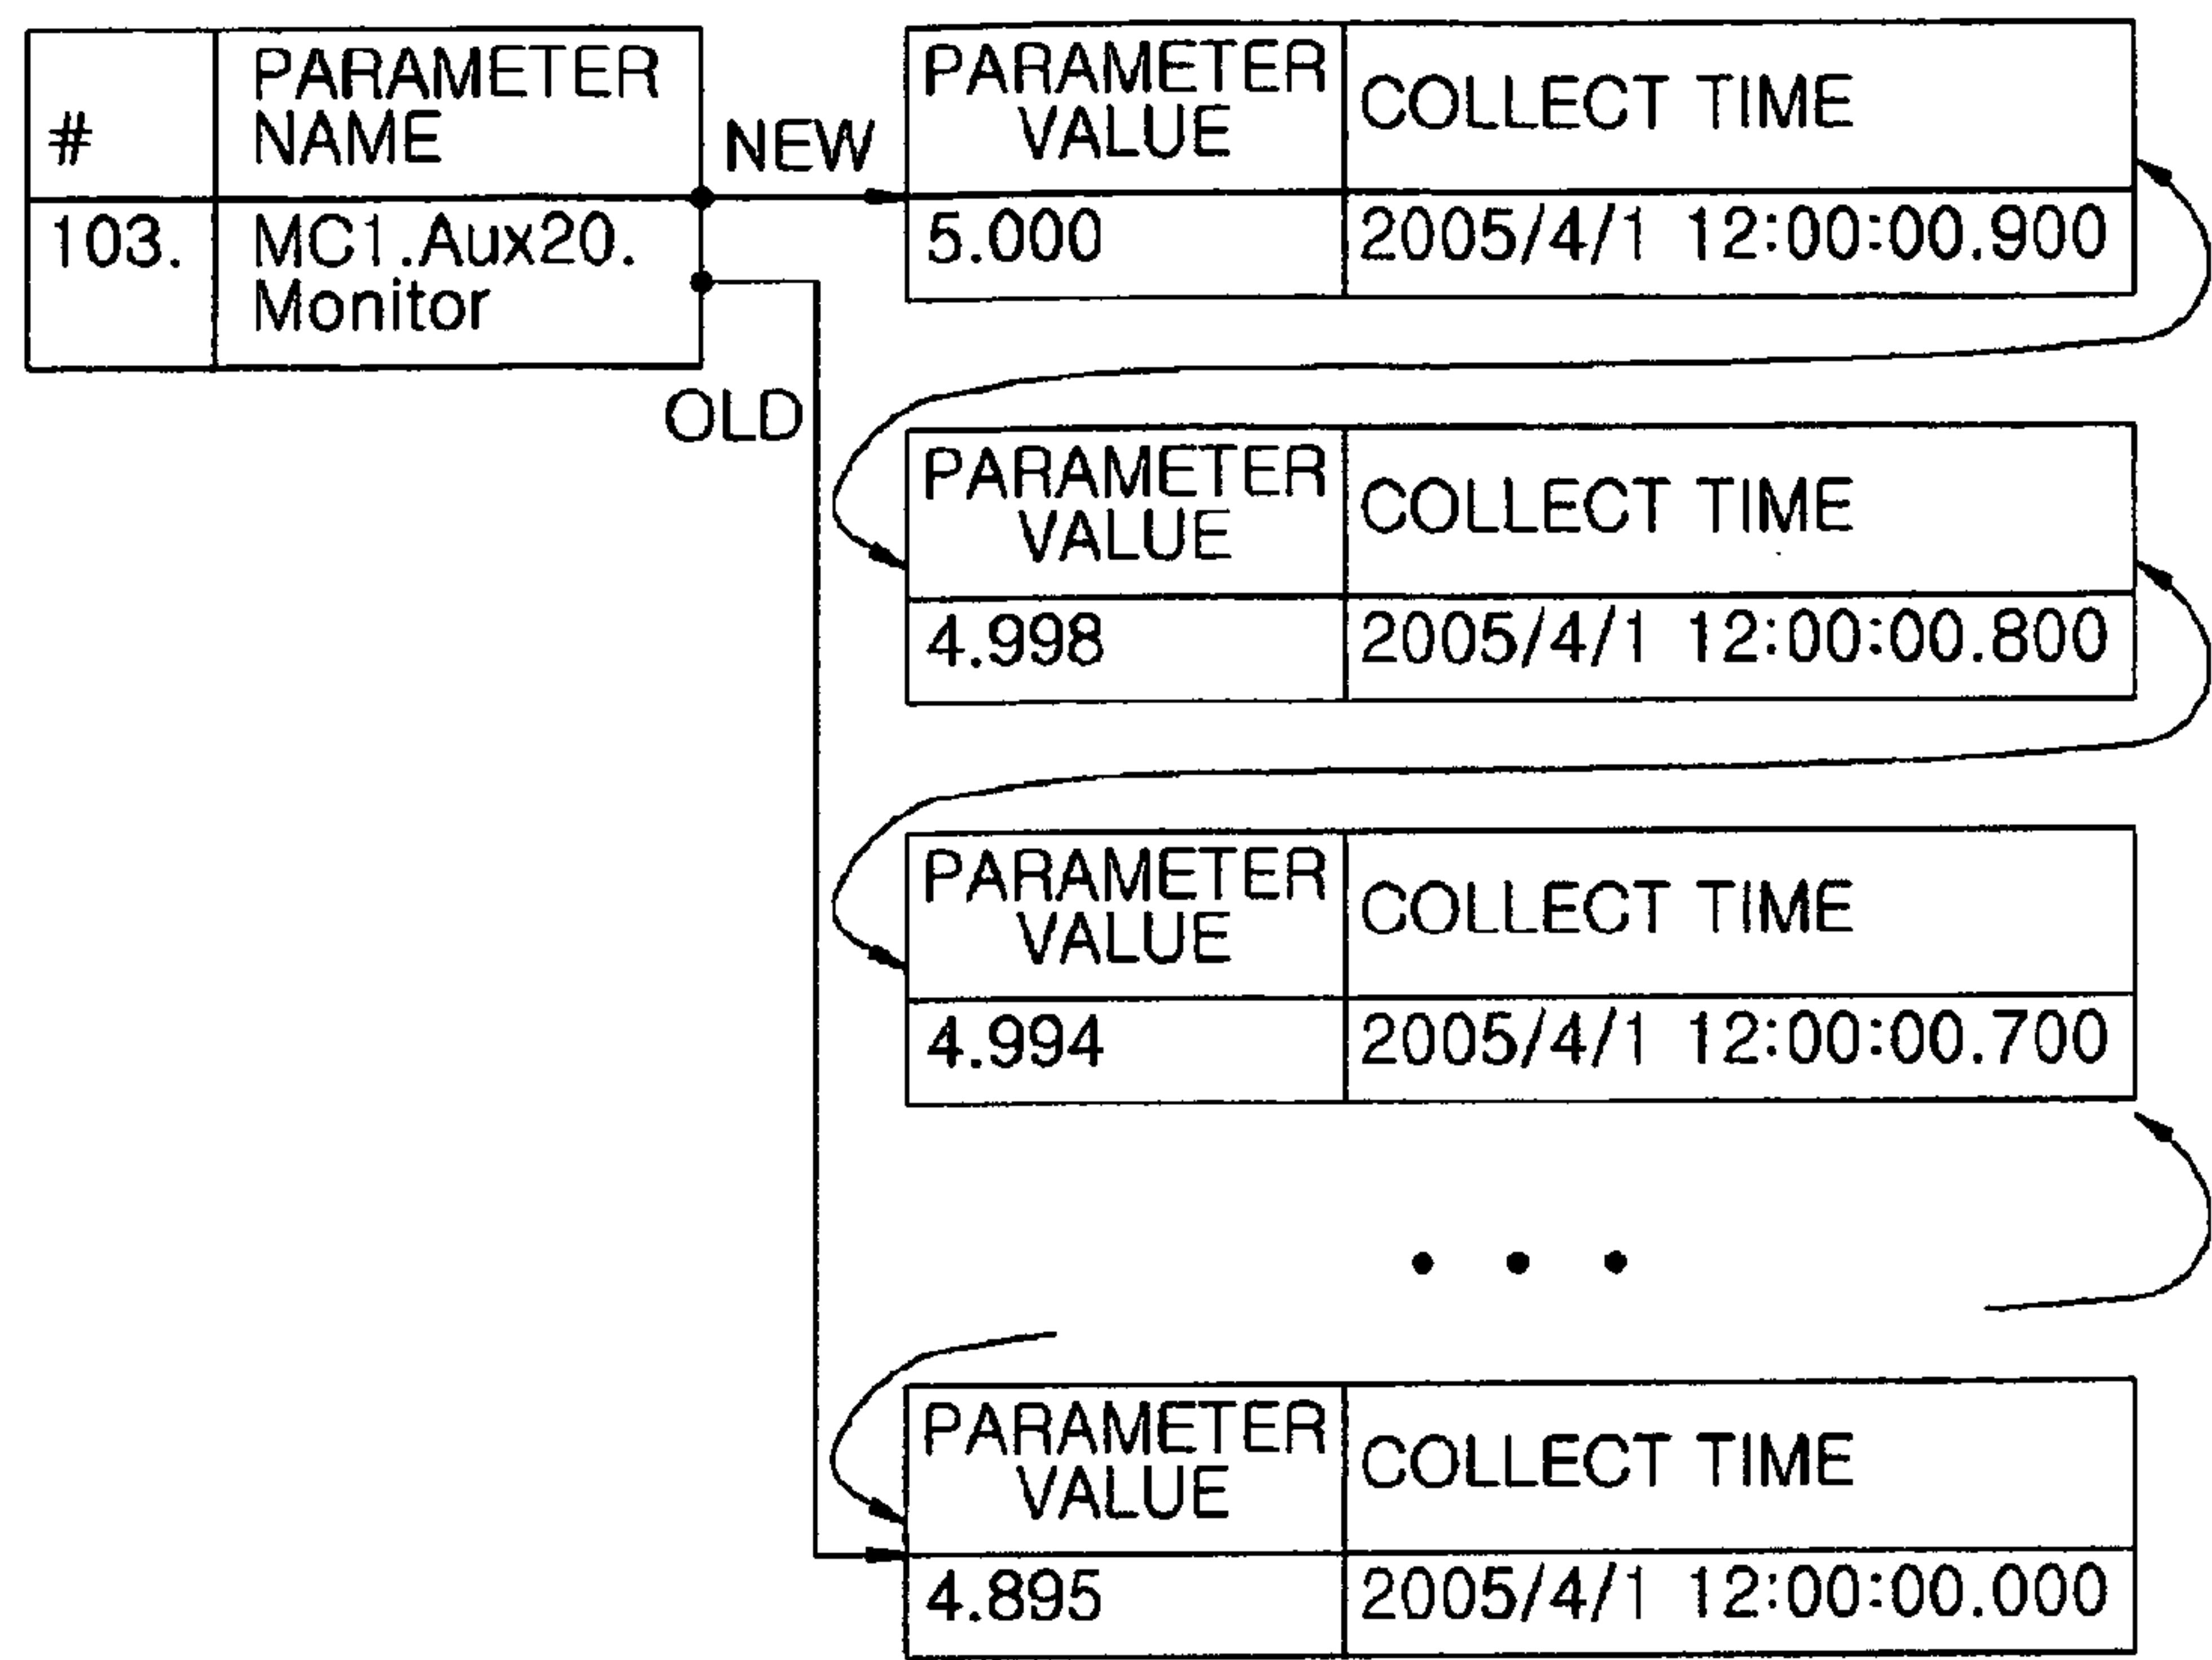 #
PARAMETER
NAME
103.
MC1.Aux20.
Monitor
NEW
OLD
PARAMETER
VALUE
COLLECT TIME
5.000
2005/4/1 12:00:00.900
PARAMETER
VALUE
COLLECT TIME
4.998
2005/4/1 12:00:00.800
PARAMETER
VALUE
COLLECT TIME
4.994
2005/4/1 12:00:00.700
• • •
PARAMETER
VALUE
COLLECT TIME
4.895
2005/4/1 12:00:00.000